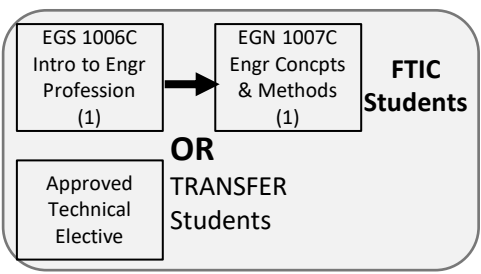 EGS 1006C
Intro to Engr
Profession
(1)
EGN 1007C
Engr Concpts
& Methods
(1)
FTIC
Students
OR
TRANSFER
Students
Approved
Technical
Elective